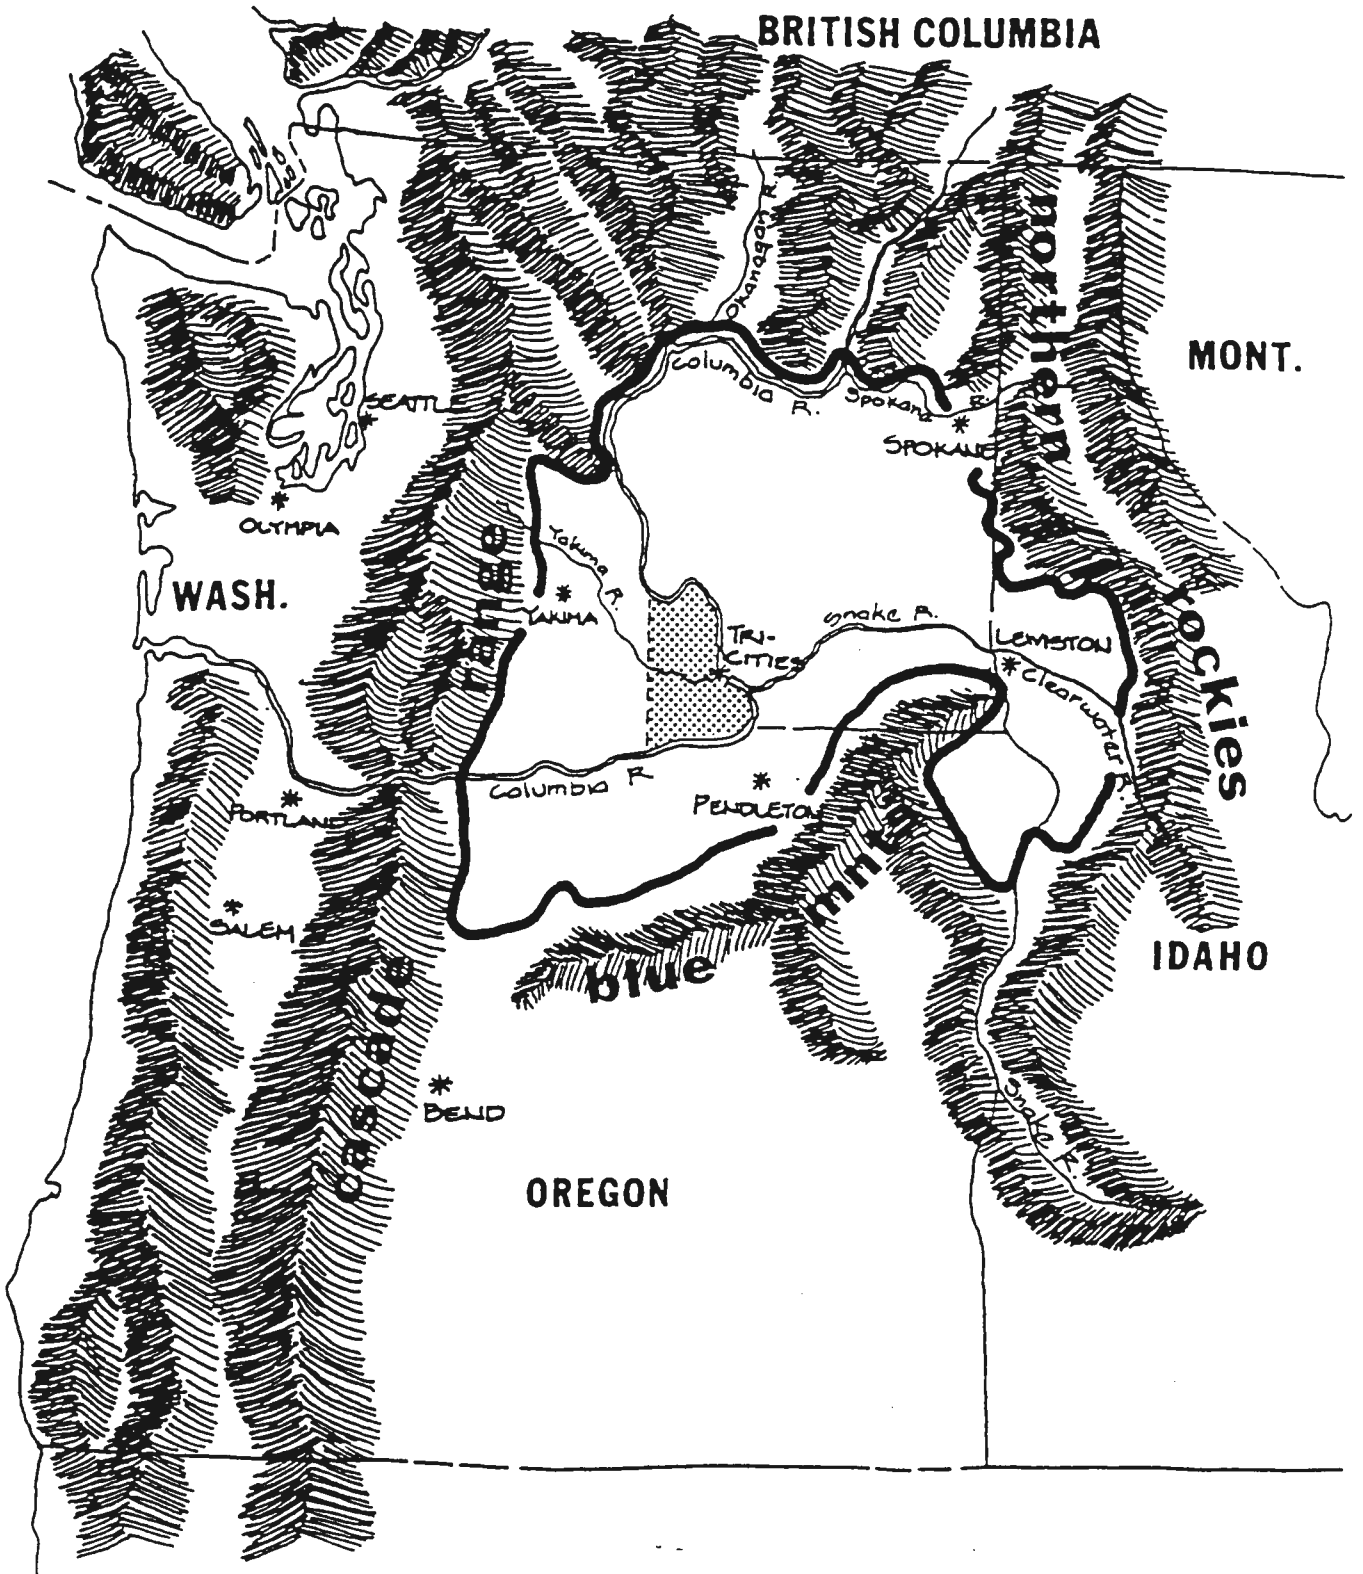 BRITISH COLUMBIA
Okanagan R.
northern
MONT.
Columbia R.
Spokane R.
SEATTLE
SPOKANE
OLYMPIA
range
Yakima R.
WASH.
YAKIMA
Snake R.
TRI-
CITIES
LEWISTON
rockies
Clearwater R.
Columbia R
PORTLAND
PENDLETON
mnt
SALEM
blue
IDAHO
cascade
BEND
Snake R.
OREGON